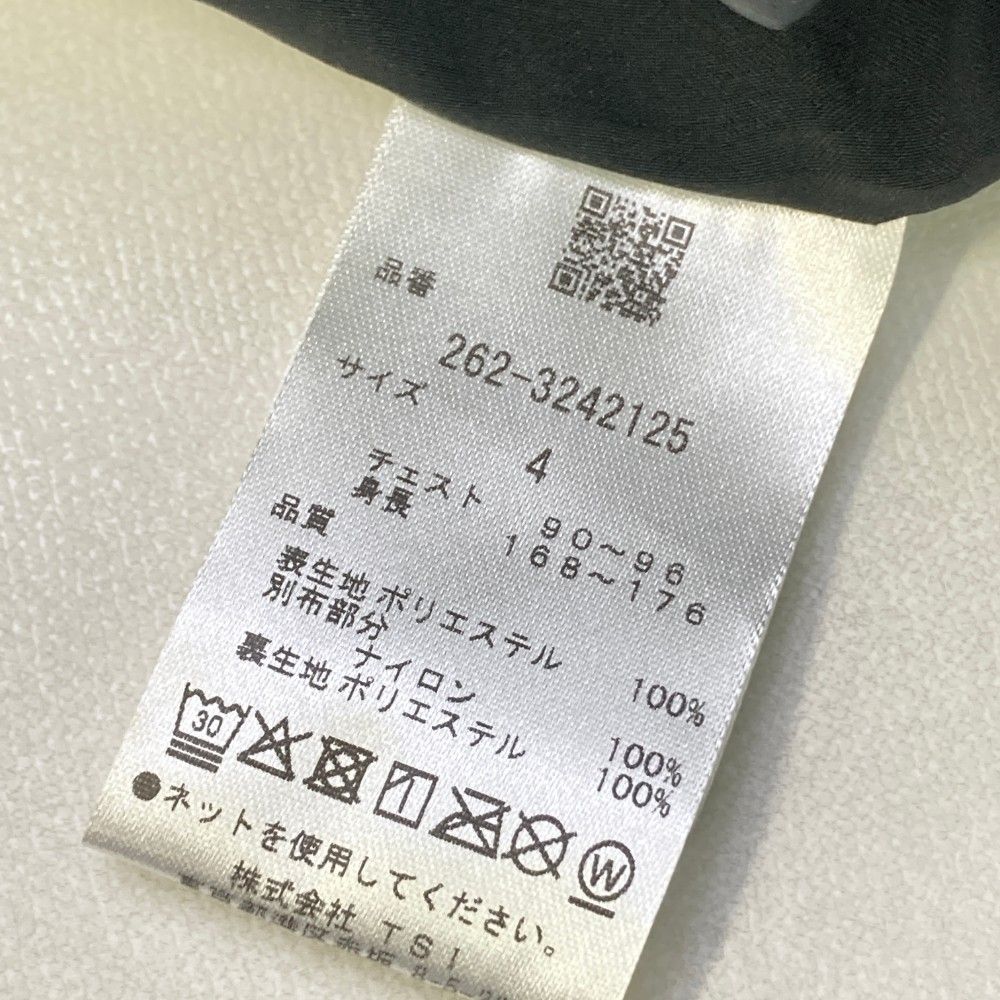 品番
262-3242125
サイズ
4
チェスト 90～96
身長 168～176
品質
表生地 ポリエステル 100%
別布部分
ナイロン 100%
裏生地 ポリエステル 100%
30 1 W
●ネットを使用してください。
株式会社 TSI